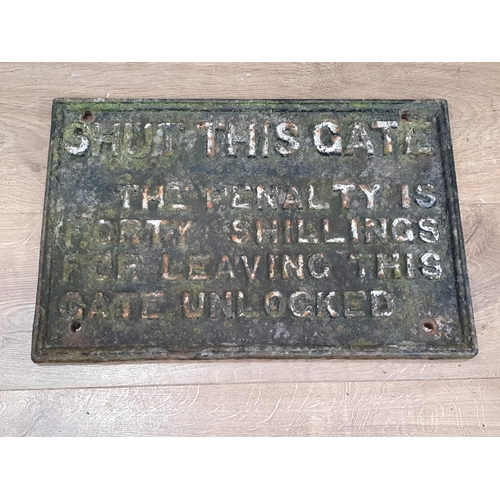 SHUT THIS GATE
THE PENALTY IS
FORTY SHILLINGS
FOR LEAVING THIS
GATE UNLOCKED